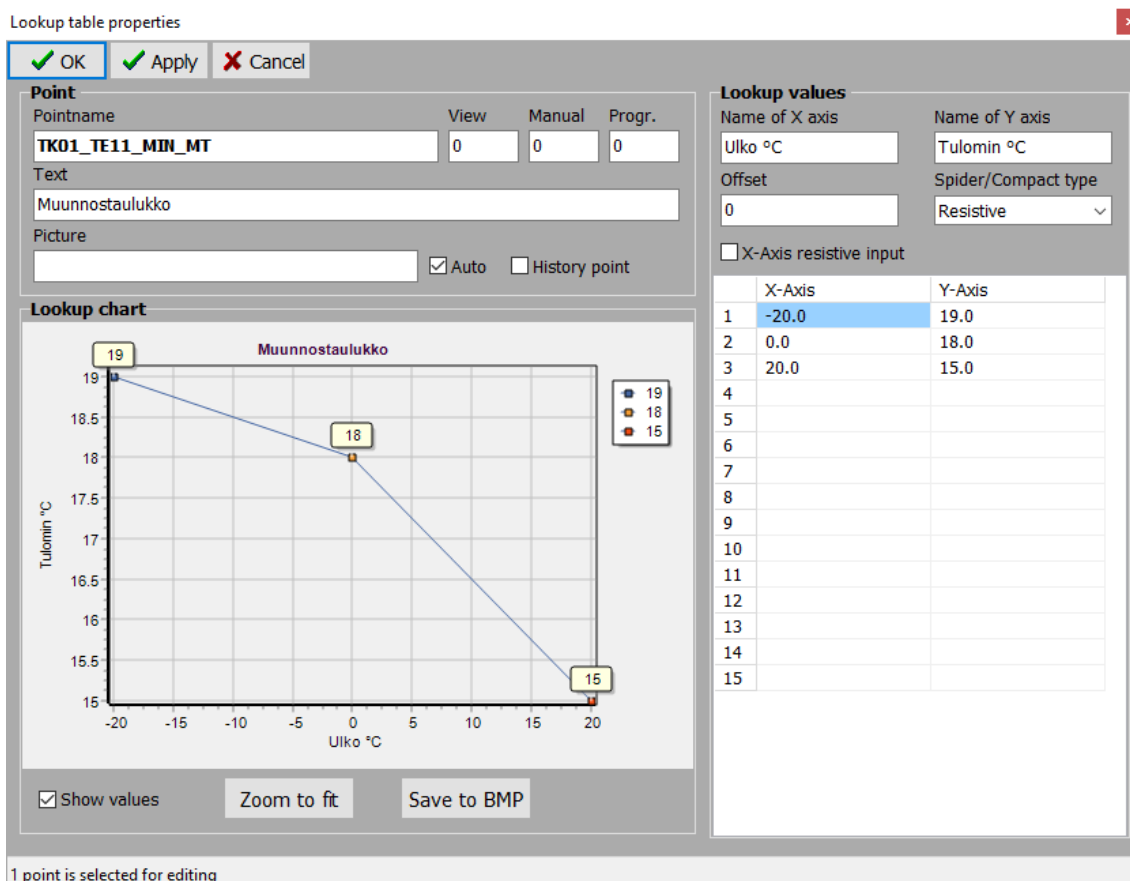 Lookup table properties
OK Apply Cancel
Point
Pointname View Manual Progr.
TK01_TE11_MIN_MT 0 0 0
Text
Muunnostaulukko
Picture
Auto History point
Lookup chart
Muunnostaulukko
19
18
15
19
18.5
18
17.5
17
16.5
16
15.5
15
Tulomin °C
-20 -15 -10 -5 0 5 10 15 20
Ulko °C
19
18
15
Show values Zoom to fit Save to BMP
Lookup values
Name of X axis Name of Y axis
Ulko °C Tulomin °C
Offset Spider/Compact type
0 Resistive
X-Axis resistive input
X-Axis Y-Axis
1 -20.0 19.0
2 0.0 18.0
3 20.0 15.0
4
5
6
7
8
9
10
11
12
13
14
15
1 point is selected for editing